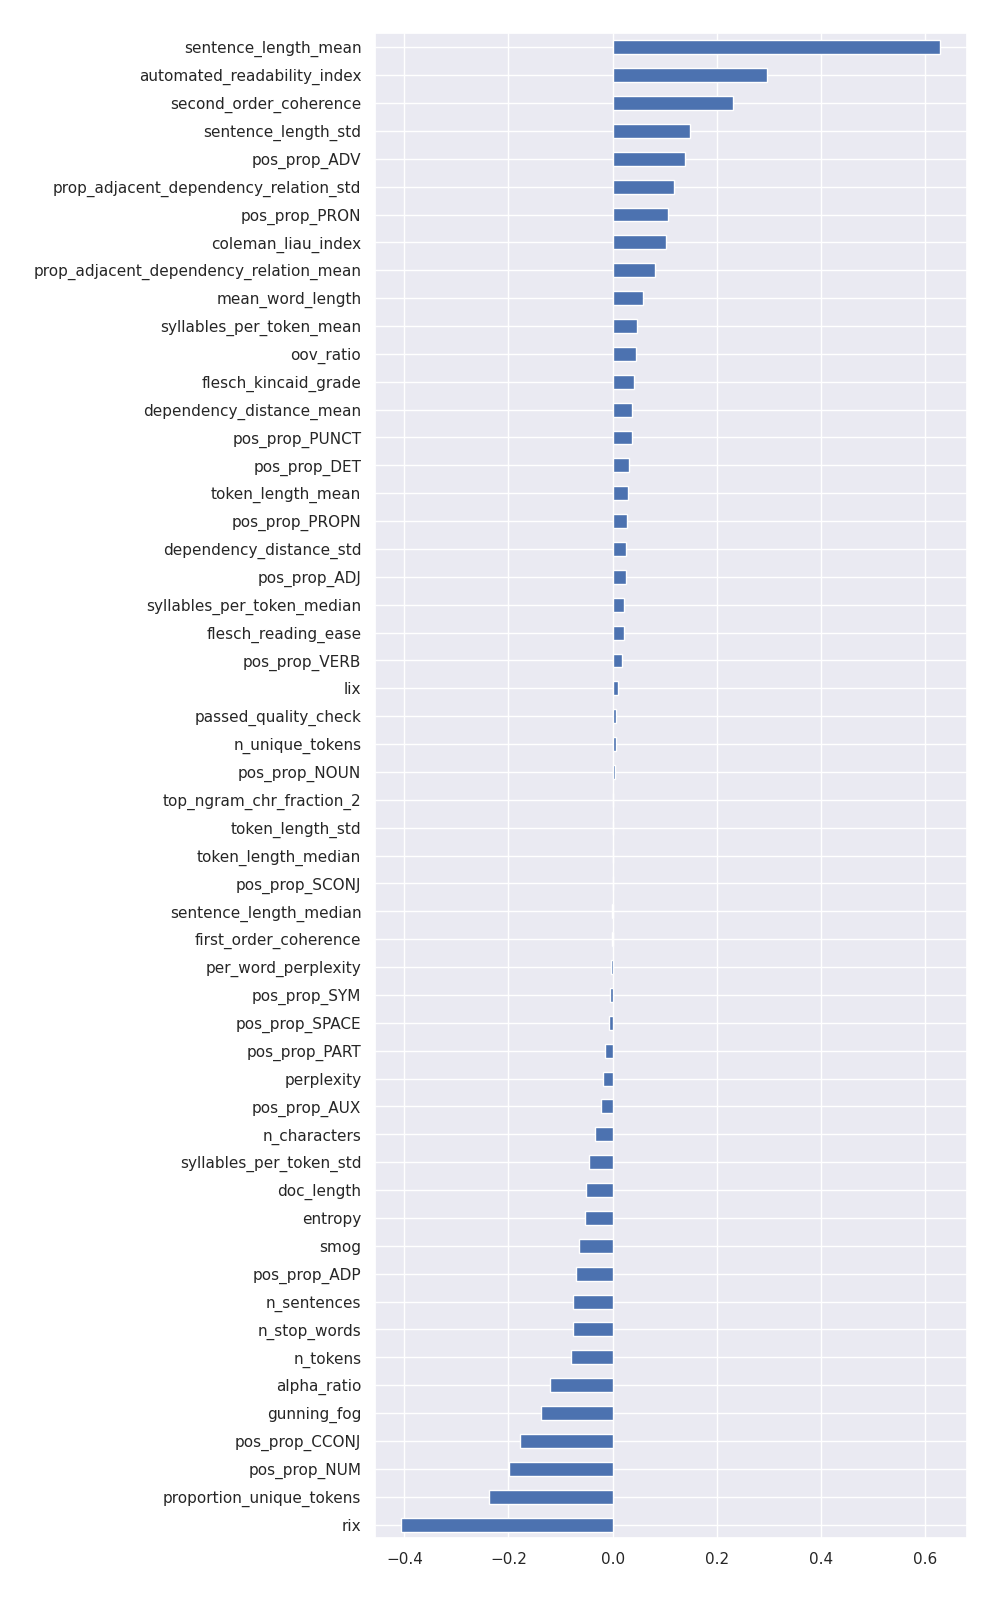 sentence_length_mean
automated_readability_index
second_order_coherence
sentence_length_std
pos_prop_ADV
prop_adjacent_dependency_relation_std
pos_prop_PRON
coleman_liau_index
prop_adjacent_dependency_relation_mean
mean_word_length
syllables_per_token_mean
oov_ratio
flesch_kincaid_grade
dependency_distance_mean
pos_prop_PUNCT
pos_prop_DET
token_length_mean
pos_prop_PROPN
dependency_distance_std
pos_prop_ADJ
syllables_per_token_median
flesch_reading_ease
pos_prop_VERB
lix
passed_quality_check
n_unique_tokens
pos_prop_NOUN
top_ngram_chr_fraction_2
token_length_std
token_length_median
pos_prop_SCONJ
sentence_length_median
first_order_coherence
per_word_perplexity
pos_prop_SYM
pos_prop_SPACE
pos_prop_PART
perplexity
pos_prop_AUX
n_characters
syllables_per_token_std
doc_length
entropy
smog
pos_prop_ADP
n_sentences
n_stop_words
n_tokens
alpha_ratio
gunning_fog
pos_prop_CCONJ
pos_prop_NUM
proportion_unique_tokens
rix
−0.4 −0.2 0.0 0.2 0.4 0.6